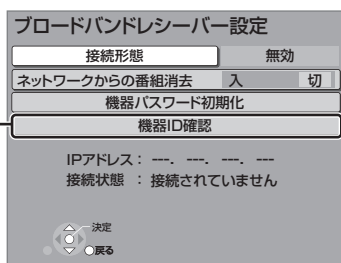 ブロードバンドレシーバー設定
接続形態 無効
ネットワークからの番組消去 入 切
機器パスワード初期化
機器ID確認
IPアドレス： ---. ---. ---. ---
接続状態 ： 接続されていません
決定
戻る